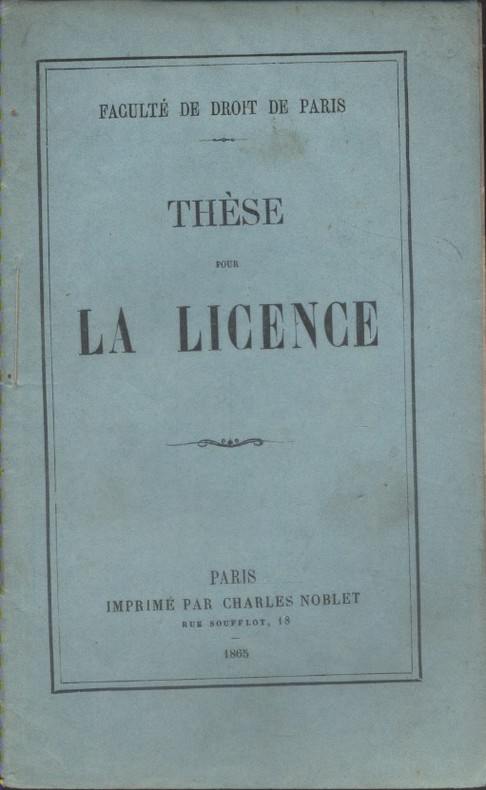 FACULTÉ DE DROIT DE PARIS
THÈSE
POUR
LA LICENCE
PARIS
IMPRIMÉ PAR CHARLES NOBLET
RUE SOUFFLOT, 18
1865